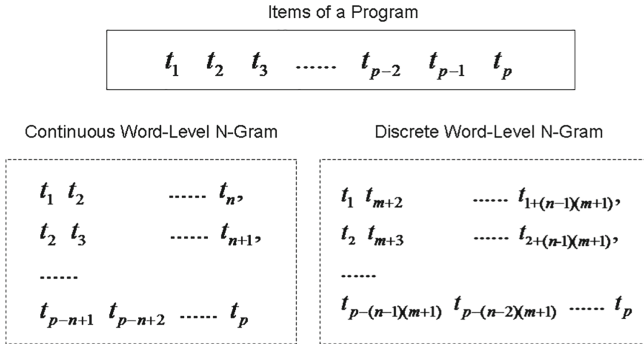 Items of a Program
t₁ t₂ t₃ ...... tₚ₋₂ tₚ₋₁ tₚ
Continuous Word-Level N-Gram
t₁ t₂ ...... tₙ,
t₂ t₃ ...... tₙ₊₁,
......
tₚ₋ₙ₊₁ tₚ₋ₙ₊₂ ...... tₚ
Discrete Word-Level N-Gram
t₁ tₘ₊₂ ...... t₁₊₍ₙ₋₁₎₍ₘ₊₁₎,
t₂ tₘ₊₃ ...... t₂₊₍ₙ₋₁₎₍ₘ₊₁₎,
......
tₚ₋₍ₙ₋₁₎₍ₘ₊₁₎ tₚ₋₍ₙ₋₂₎₍ₘ₊₁₎ ...... tₚ